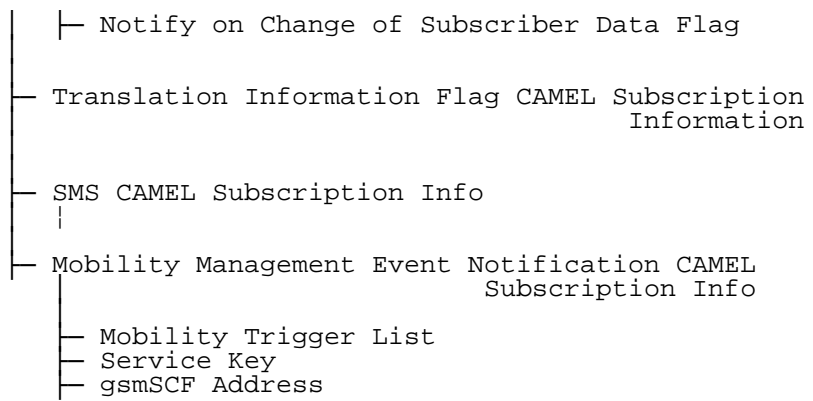 Notify on Change of Subscriber Data Flag
Translation Information Flag CAMEL Subscription
Information
SMS CAMEL Subscription Info
Mobility Management Event Notification CAMEL
Subscription Info
Mobility Trigger List
Service Key
gsmSCF Address